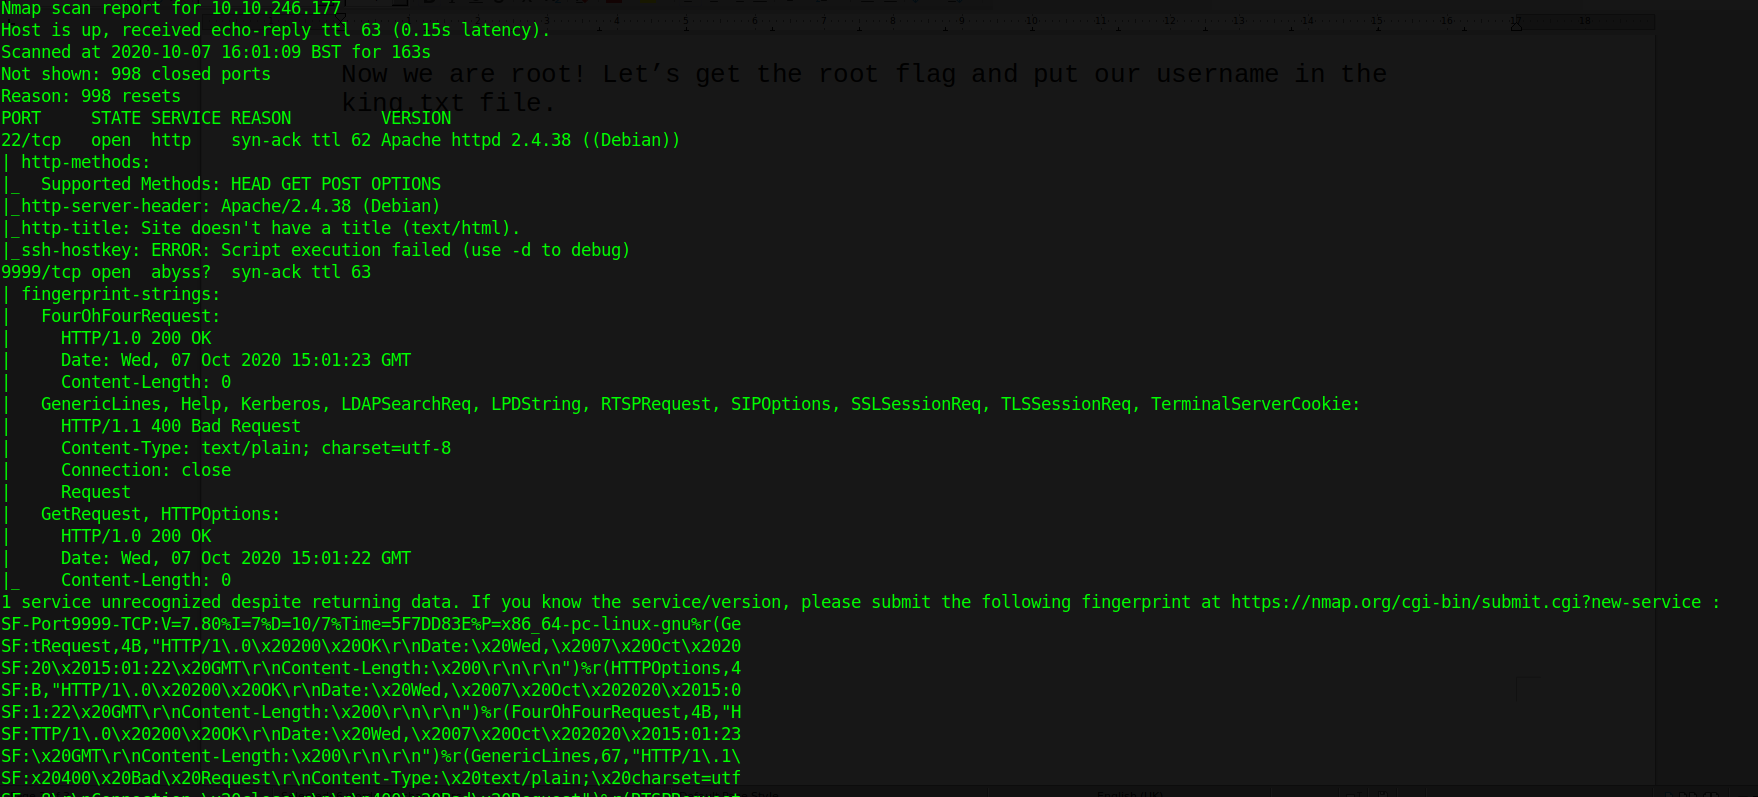 Nmap scan report for 10.10.246.177
Host is up, received echo-reply ttl 63 (0.15s latency).
Scanned at 2020-10-07 16:01:09 BST for 163s
Not shown: 998 closed ports
Now we are root! Let’s get the root flag and put our username in the
Reason: 998 resets
king.txt file.
PORT     STATE SERVICE REASON         VERSION
22/tcp   open  http    syn-ack ttl 62 Apache httpd 2.4.38 ((Debian))
| http-methods:
|_  Supported Methods: HEAD GET POST OPTIONS
|_http-server-header: Apache/2.4.38 (Debian)
|_http-title: Site doesn't have a title (text/html).
|_ssh-hostkey: ERROR: Script execution failed (use -d to debug)
9999/tcp open  abyss?  syn-ack ttl 63
| fingerprint-strings:
|   FourOhFourRequest:
|     HTTP/1.0 200 OK
|     Date: Wed, 07 Oct 2020 15:01:23 GMT
|     Content-Length: 0
|   GenericLines, Help, Kerberos, LDAPSearchReq, LPDString, RTSPRequest, SIPOptions, SSLSessionReq, TLSSessionReq, TerminalServerCookie:
|     HTTP/1.1 400 Bad Request
|     Content-Type: text/plain; charset=utf-8
|     Connection: close
|     Request
|   GetRequest, HTTPOptions:
|     HTTP/1.0 200 OK
|     Date: Wed, 07 Oct 2020 15:01:22 GMT
|_    Content-Length: 0
1 service unrecognized despite returning data. If you know the service/version, please submit the following fingerprint at https://nmap.org/cgi-bin/submit.cgi?new-service :
SF-Port9999-TCP:V=7.80%I=7%D=10/7%Time=5F7DD83E%P=x86_64-pc-linux-gnu%r(Ge
SF:tRequest,4B,"HTTP/1\.0\x20200\x20OK\r\nDate:\x20Wed,\x2007\x20Oct\x2020
SF:20\x2015:01:22\x20GMT\r\nContent-Length:\x200\r\n\r\n")%r(HTTPOptions,4
SF:B,"HTTP/1\.0\x20200\x20OK\r\nDate:\x20Wed,\x2007\x20Oct\x202020\x2015:0
SF:1:22\x20GMT\r\nContent-Length:\x200\r\n\r\n")%r(FourOhFourRequest,4B,"H
SF:TTP/1\.0\x20200\x20OK\r\nDate:\x20Wed,\x2007\x20Oct\x202020\x2015:01:23
SF:\x20GMT\r\nContent-Length:\x200\r\n\r\n")%r(GenericLines,67,"HTTP/1\.1\
SF:x20400\x20Bad\x20Request\r\nContent-Type:\x20text/plain;\x20charset=utf